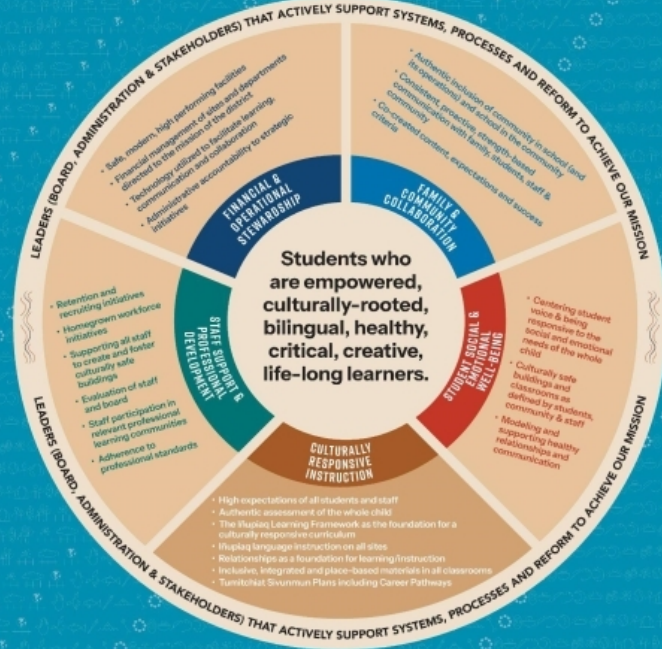 LEADERS (BOARD, ADMINISTRATION & STAKEHOLDERS) THAT ACTIVELY SUPPORT SYSTEMS, PROCESSES AND REFORM TO ACHIEVE OUR MISSION
• Safe, modern, high performing facilities
• Financial management of sites and departments
directed to the mission of the district
• Technology utilized to facilitate learning,
communication and collaboration
• Administrative accountability to strategic
initiatives
FINANCIAL &
OPERATIONAL
STEWARDSHIP
• Authentic inclusion of community in school (and
its operations) and school in the community
• Consistent, proactive, strength-based
communication with family, students, staff &
community
• Co-created content, expectations and success
criteria
FAMILY &
COMMUNITY
COLLABORATION
Students who
are empowered,
culturally-rooted,
bilingual, healthy,
critical, creative,
life-long learners.
• Retention and
recruiting initiatives
• Homegrown workforce
initiatives
• Supporting all staff
to create and foster
culturally safe
buildings
• Evaluation of staff
and board
• Staff participation in
relevant professional
learning communities
• Adherence to
professional standards
STAFF SUPPORT &
PROFESSIONAL
DEVELOPMENT
STUDENT SOCIAL &
EMOTIONAL
WELL-BEING
• Centering student
voice & being
responsive to the
social and emotional
needs of the whole
child
• Culturally safe
buildings and
classrooms as
defined by students,
community & staff
• Modeling and
supporting healthy
relationships and
communication
CULTURALLY
RESPONSIVE
INSTRUCTION
• High expectations of all students and staff
• Authentic assessment of the whole child
• The Iñupiaq Learning Framework as the foundation for a
culturally responsive curriculum
• Iñupiaq language instruction on all sites
• Relationships as a foundation for learning/instruction
• Inclusive, integrated and place-based materials in all classrooms
• Tumitchiat Sivunmun Plans including Career Pathways
LEADERS (BOARD, ADMINISTRATION & STAKEHOLDERS) THAT ACTIVELY SUPPORT SYSTEMS, PROCESSES AND REFORM TO ACHIEVE OUR MISSION